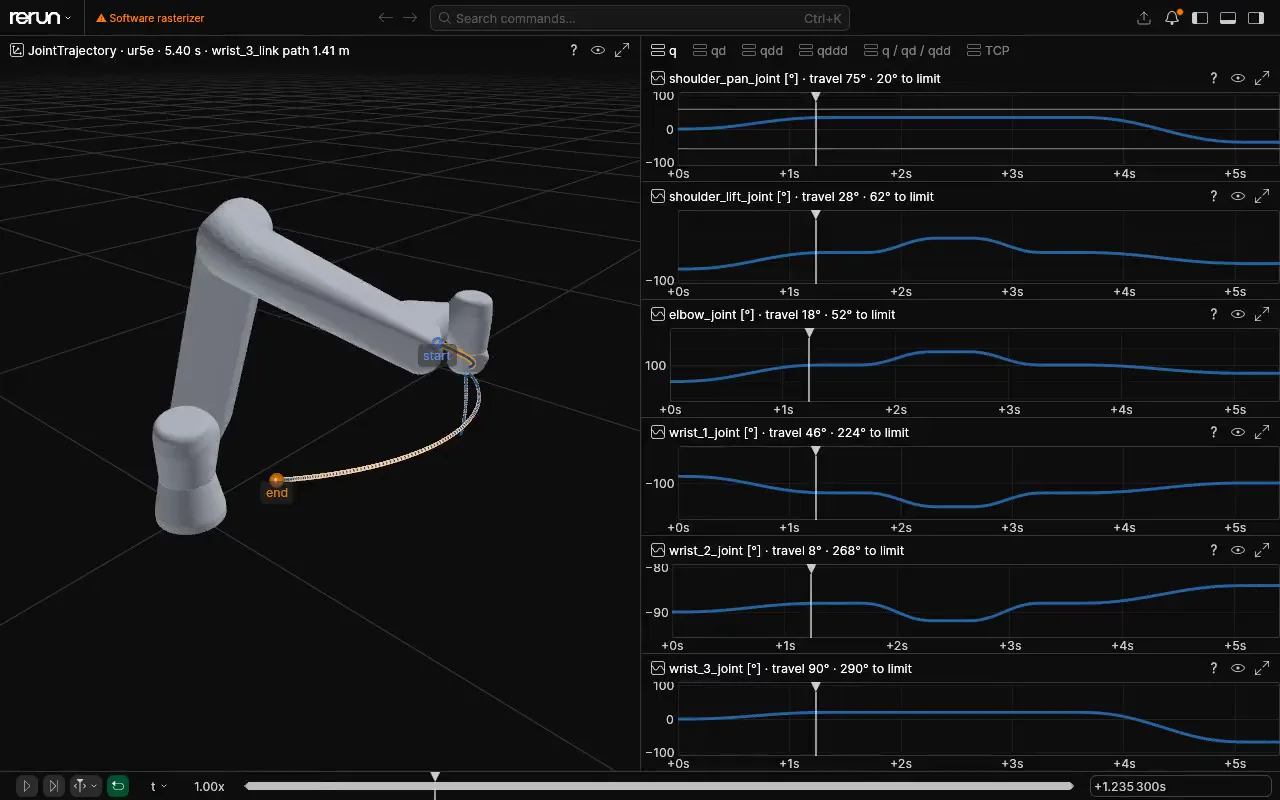 rerun
Software rasterizer
Search commands...
Ctrl+K
JointTrajectory · ur5e · 5.40 s · wrist_3_link path 1.41 m
?
start
end
q
qd
qdd
qddd
q / qd / qdd
TCP
shoulder_pan_joint [°] · travel 75° · 20° to limit
?
100
0
−100
+0s +1s +2s +3s +4s +5s
shoulder_lift_joint [°] · travel 28° · 62° to limit
?
−100
+0s +1s +2s +3s +4s +5s
elbow_joint [°] · travel 18° · 52° to limit
?
100
+0s +1s +2s +3s +4s +5s
wrist_1_joint [°] · travel 46° · 224° to limit
?
−100
+0s +1s +2s +3s +4s +5s
wrist_2_joint [°] · travel 8° · 268° to limit
?
−80
−90
+0s +1s +2s +3s +4s +5s
wrist_3_joint [°] · travel 90° · 290° to limit
?
100
0
−100
+0s +1s +2s +3s +4s +5s
t
1.00x
+1.235 300s